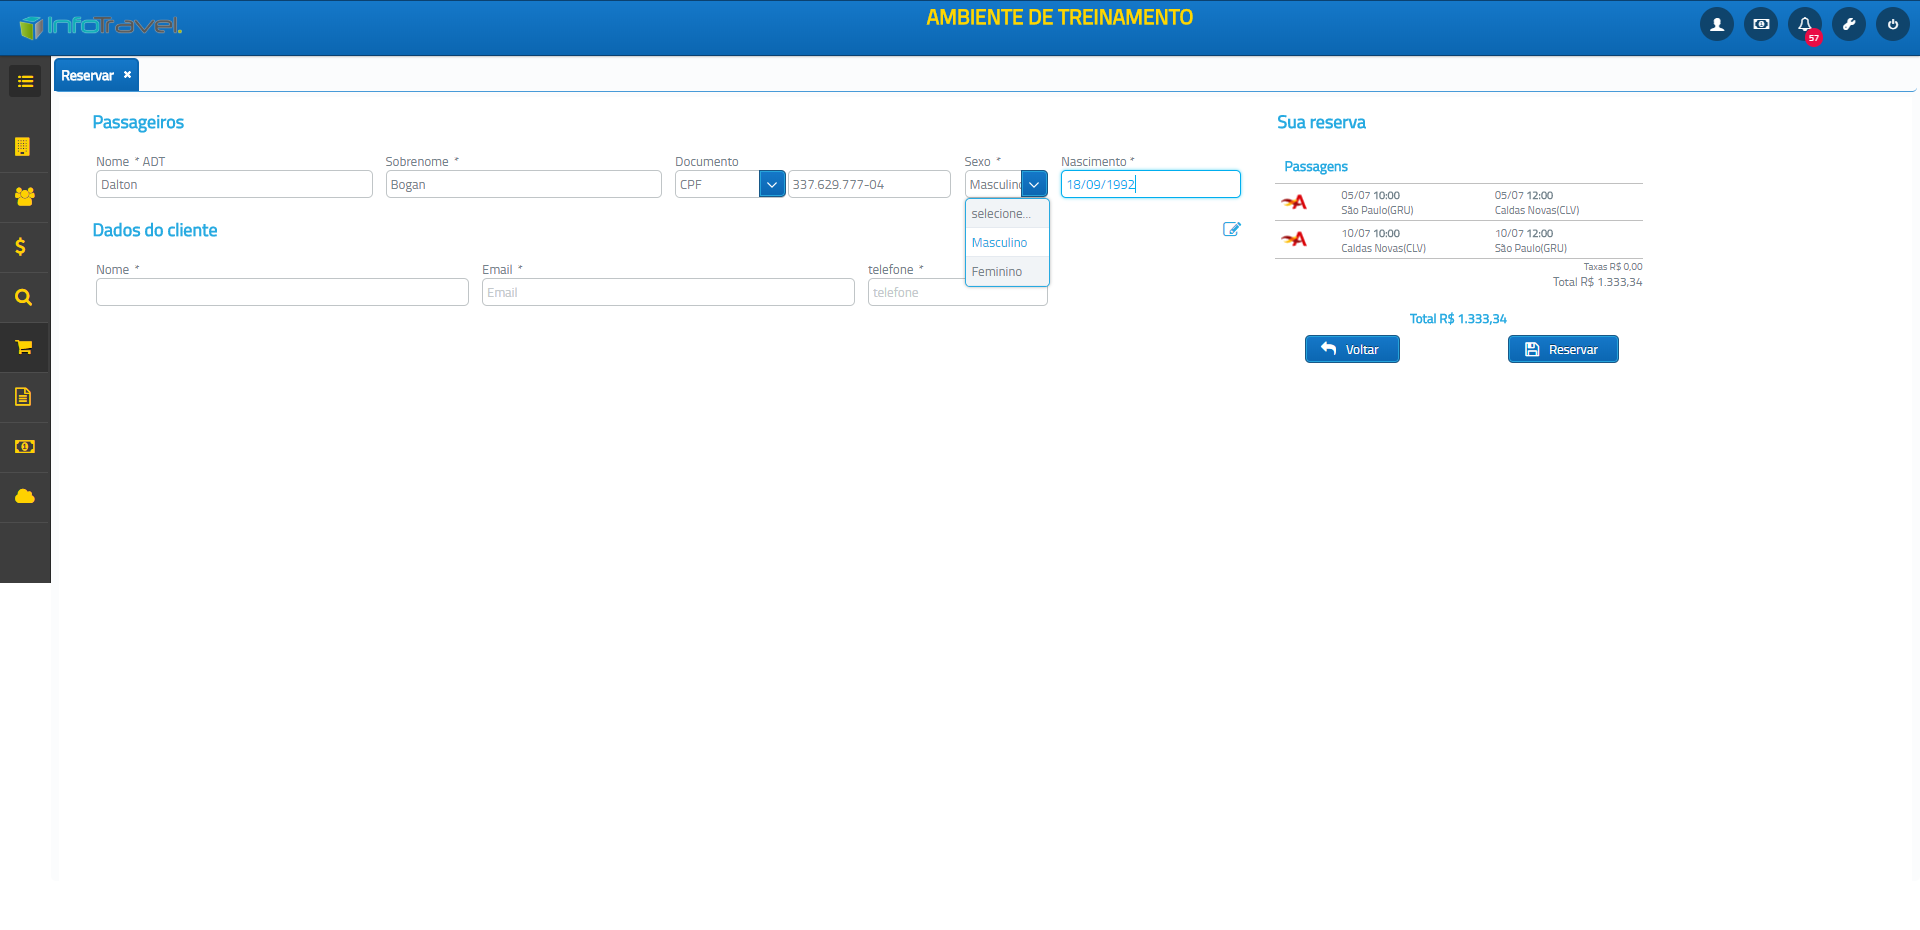 InfoTravel.
AMBIENTE DE TREINAMENTO
57
Reservar
Passageiros
Nome * ADT
Sobrenome *
Documento
Sexo *
Nascimento *
Dalton
Bogan
CPF
337.629.777-04
Masculino
18/09/1992
selecione...
Masculino
Feminino
Dados do cliente
Nome *
Email *
telefone *
Email
telefone
Sua reserva
Passagens
05/07 10:00
São Paulo(GRU)
05/07 12:00
Caldas Novas(CLV)
10/07 10:00
Caldas Novas(CLV)
10/07 12:00
São Paulo(GRU)
Taxas R$ 0,00
Total R$ 1.333,34
Total R$ 1.333,34
Voltar
Reservar